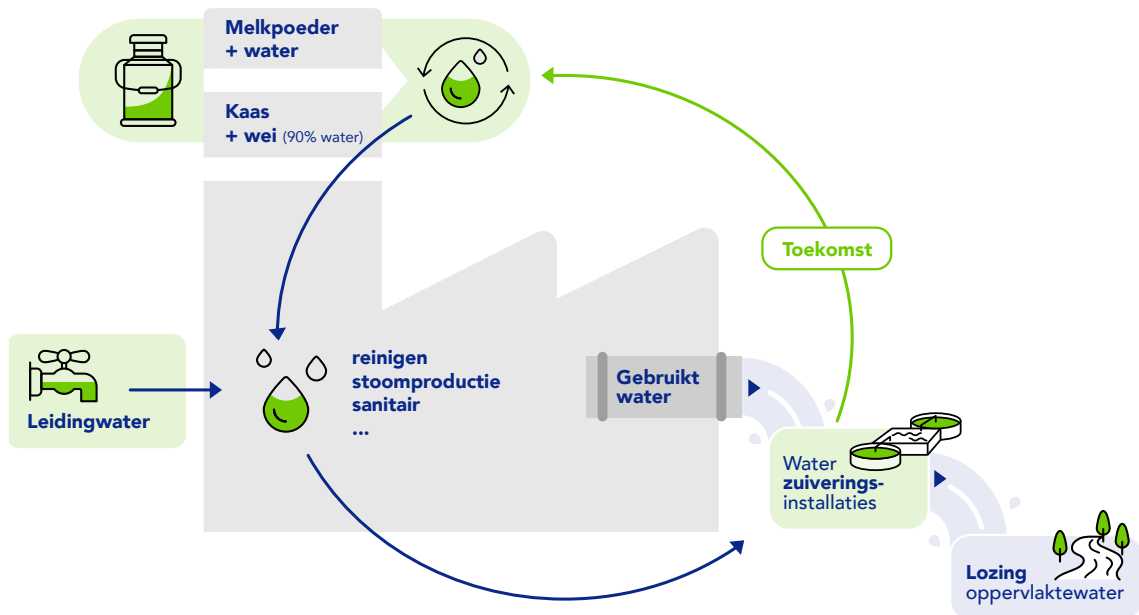 Melkpoeder
+ water
Kaas
+ wei (90% water)
Toekomst
Leidingwater
reinigen
stoomproductie
sanitair
...
Gebruikt
water
Water
zuiverings-
installaties
Lozing
oppervlaktewater